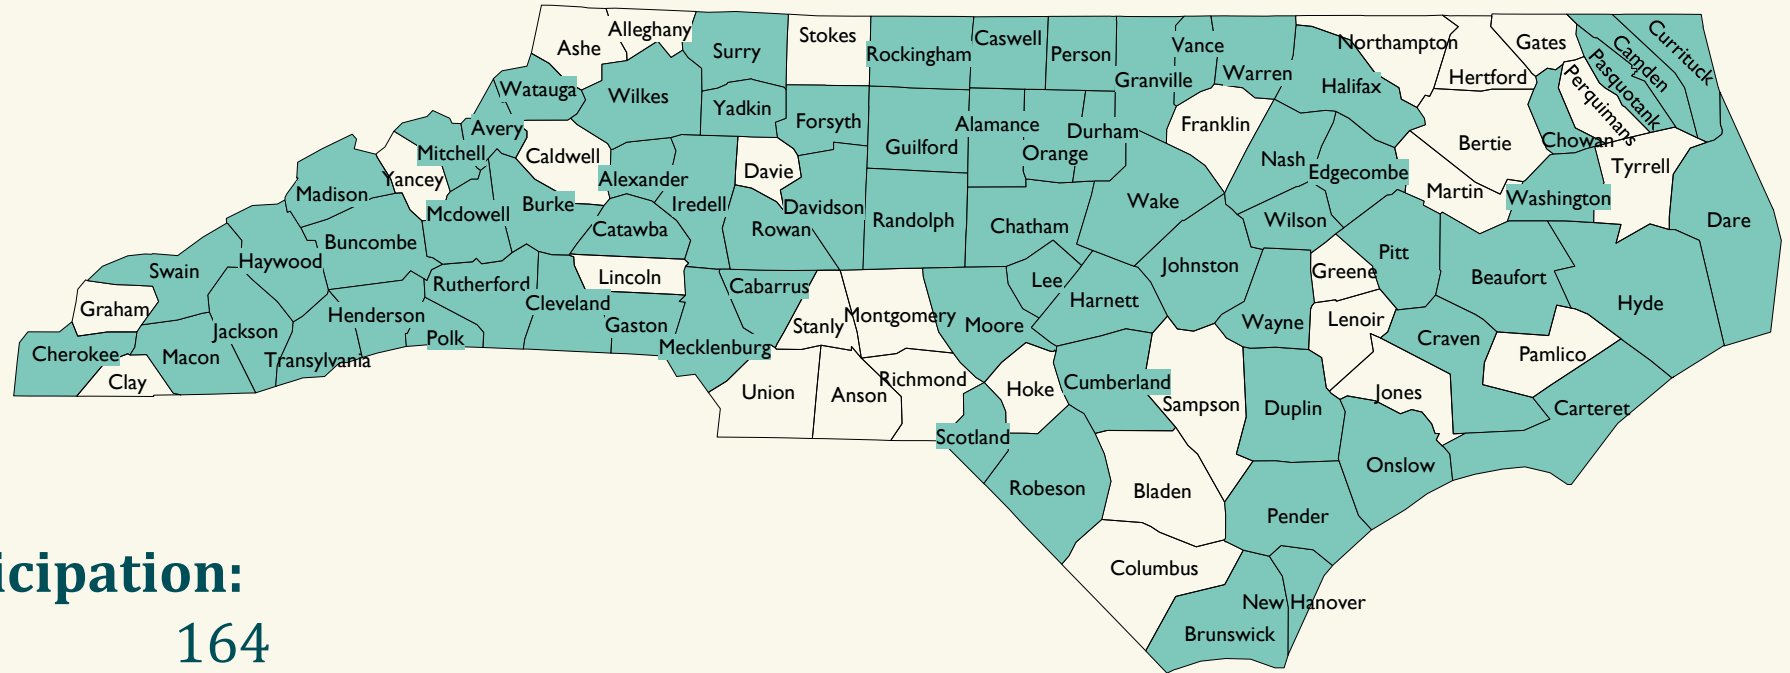 Alleghany
Ashe
Surry
Stokes
Rockingham
Caswell
Person
Vance
Granville
Warren
Northampton
Gates
Hertford
Halifax
Camden
Currituck
Pasquotank
Perquimans
Chowan
Watauga
Wilkes
Yadkin
Forsyth
Guilford
Alamance
Orange
Durham
Franklin
Bertie
Avery
Mitchell
Caldwell
Yancey
Alexander
Davie
Iredell
Nash
Edgecombe
Martin
Tyrrell
Washington
Dare
Madison
Mcdowell
Burke
Catawba
Rowan
Davidson
Randolph
Chatham
Wake
Wilson
Pitt
Beaufort
Hyde
Buncombe
Haywood
Swain
Graham
Rutherford
Lincoln
Cabarrus
Lee
Harnett
Johnston
Greene
Cleveland
Gaston
Henderson
Jackson
Polk
Mecklenburg
Stanly
Montgomery
Moore
Wayne
Lenoir
Craven
Pamlico
Cherokee
Clay
Macon
Transylvania
Union
Anson
Richmond
Hoke
Cumberland
Sampson
Duplin
Jones
Carteret
Scotland
Robeson
Bladen
Onslow
Pender
Columbus
New Hanover
Brunswick
icipation:
164